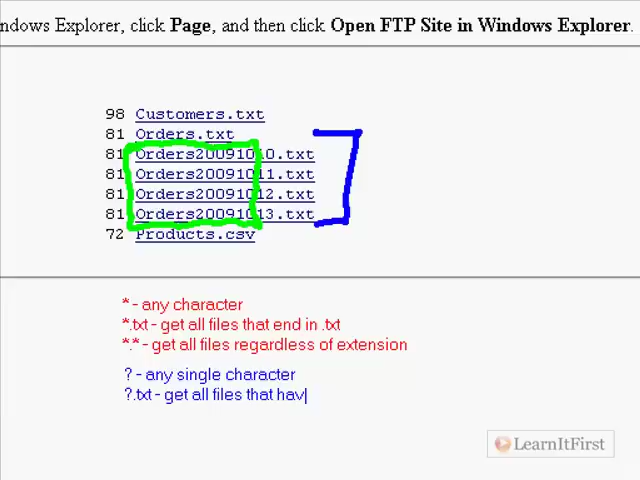 ndows Explorer, click Page, and then click Open FTP Site in Windows Explorer.
98 Customers.txt
81 Orders.txt
81 Orders20091010.txt
81 Orders20091011.txt
81 Orders20091012.txt
81 Orders20091013.txt
72 Products.csv
* - any character
*.txt - get all files that end in .txt
*.* - get all files regardless of extension
? - any single character
?.txt - get all files that hav
LearnItFirst